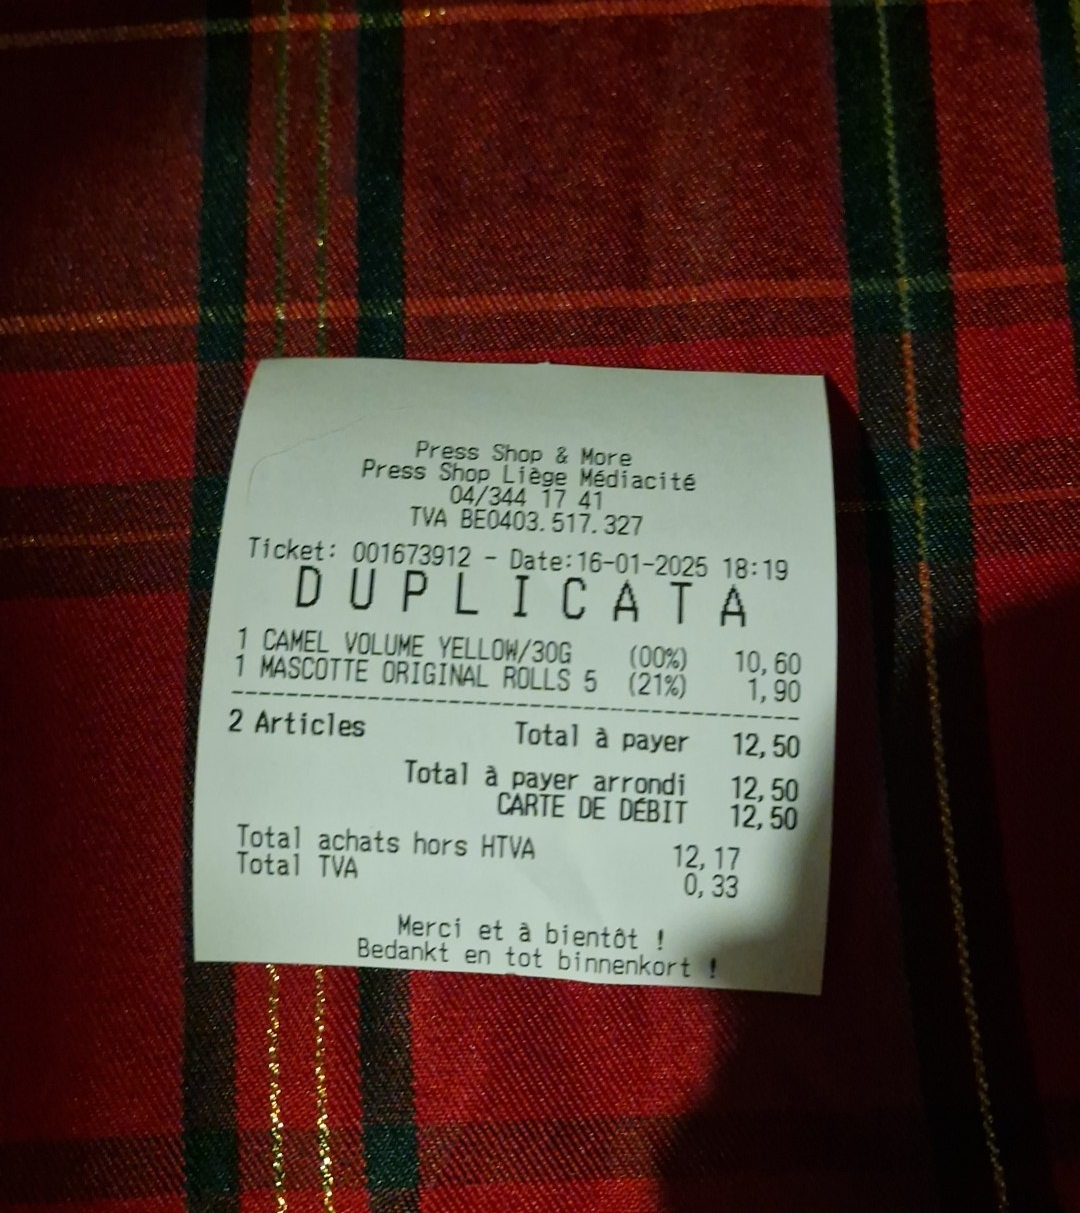 Press Shop & More
Press Shop Liège Médiacité
04/344 17 41
TVA BE0403.517.327
Ticket: 001673912 - Date:16-01-2025 18:19
DUPLICATA
1 CAMEL VOLUME YELLOW/30G (00%) 10,60
1 MASCOTTE ORIGINAL ROLLS 5 (21%) 1,90
2 Articles Total à payer 12,50
Total à payer arrondi 12,50
CARTE DE DÉBIT 12,50
Total achats hors HTVA 12,17
Total TVA 0,33
Merci et à bientôt !
Bedankt en tot binnenkort !